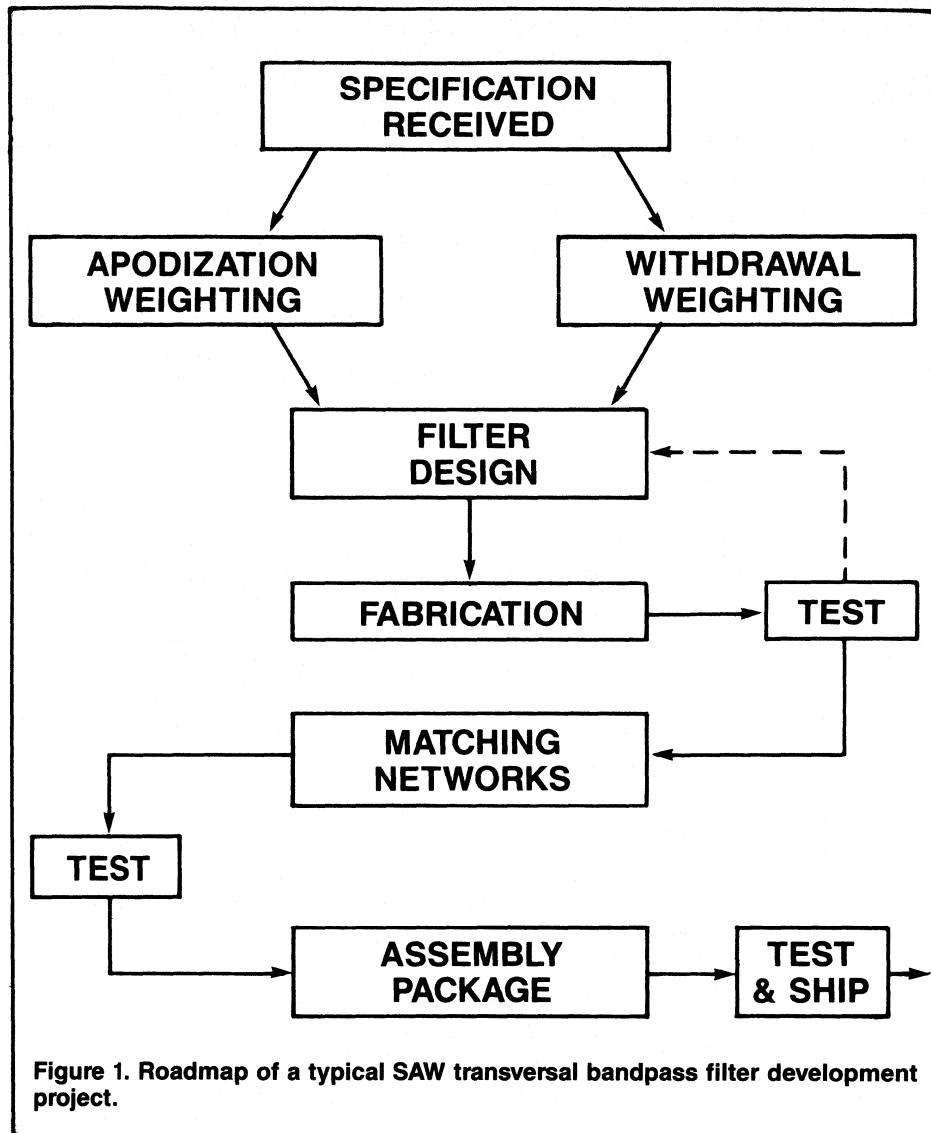 SPECIFICATION
RECEIVED
APODIZATION
WEIGHTING
WITHDRAWAL
WEIGHTING
FILTER
DESIGN
FABRICATION
TEST
MATCHING
NETWORKS
TEST
ASSEMBLY
PACKAGE
TEST
& SHIP
Figure 1. Roadmap of a typical SAW transversal bandpass filter development
project.